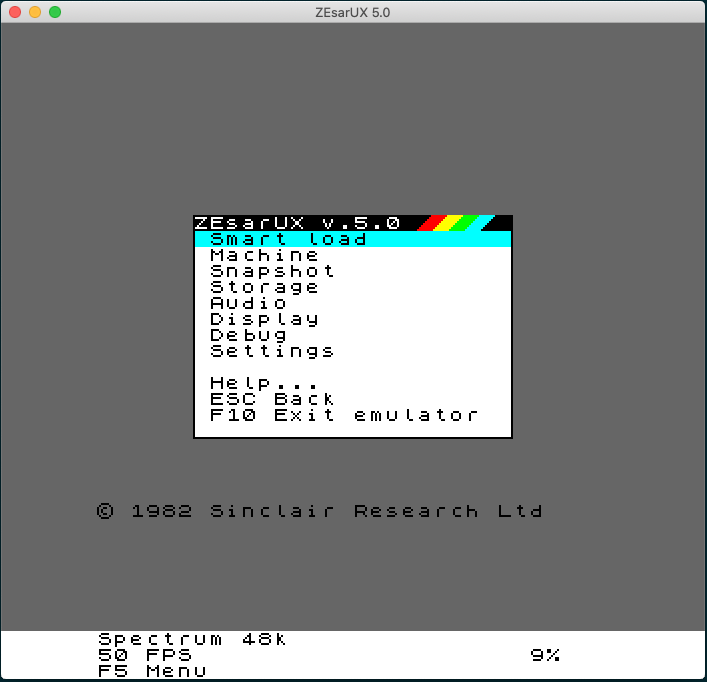 ZEsarUX 5.0
ZEsarUX v.5.0
Smart load
Machine
Snapshot
Storage
Audio
Display
Debug
Settings
Help...
ESC Back
F10 Exit emulator
© 1982 Sinclair Research Ltd
Spectrum 48k
50 FPS 9%
F5 Menu